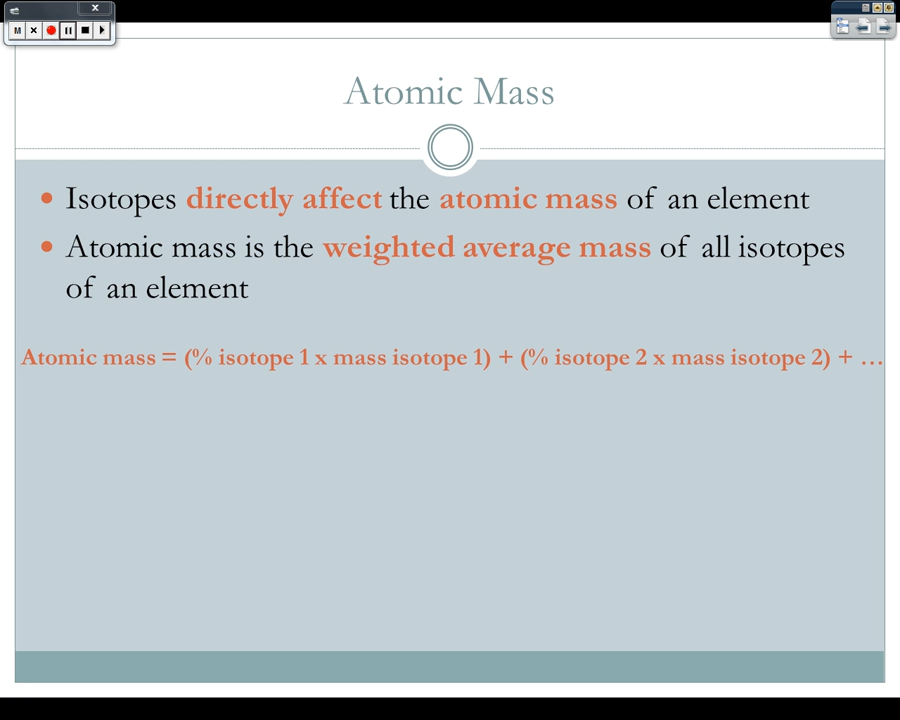 M
Atomic Mass
• Isotopes directly affect the atomic mass of an element
• Atomic mass is the weighted average mass of all isotopes
of an element
Atomic mass = (% isotope 1 x mass isotope 1) + (% isotope 2 x mass isotope 2) + …